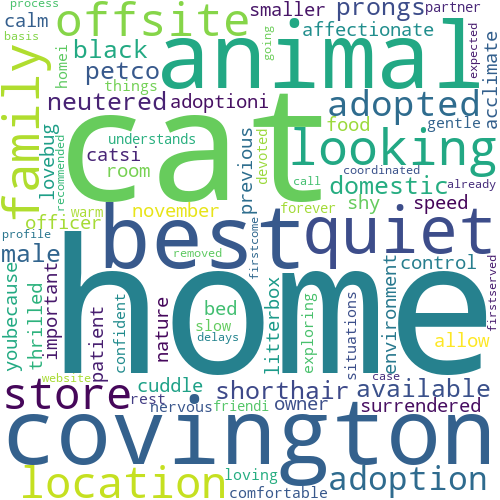 process
basis
calm
offsite
smaller
prongs
partner
going
expected
acclimate
black
affectionate
animal
homei
petco
things
family
neutered
adoptioni
adopted
lovebug
recommended
cat
understands
previous
devoted
food
gentle
looking
catsi
room
coordinated
call
already
domestic
warm
november
forever
shy
speed
officer
best
quiet
profile
removed
firstcome
male
control
home
youbecause
thrilled
important
patient
confident
nature
bed
slow
delays
litterbox
exploring
situations
environment
allow
firstserved
website
cuddle
case
store
rest
shorthair
available
nervous
friendi
owner
surrendered
covington
location
loving
comfortable
adoption